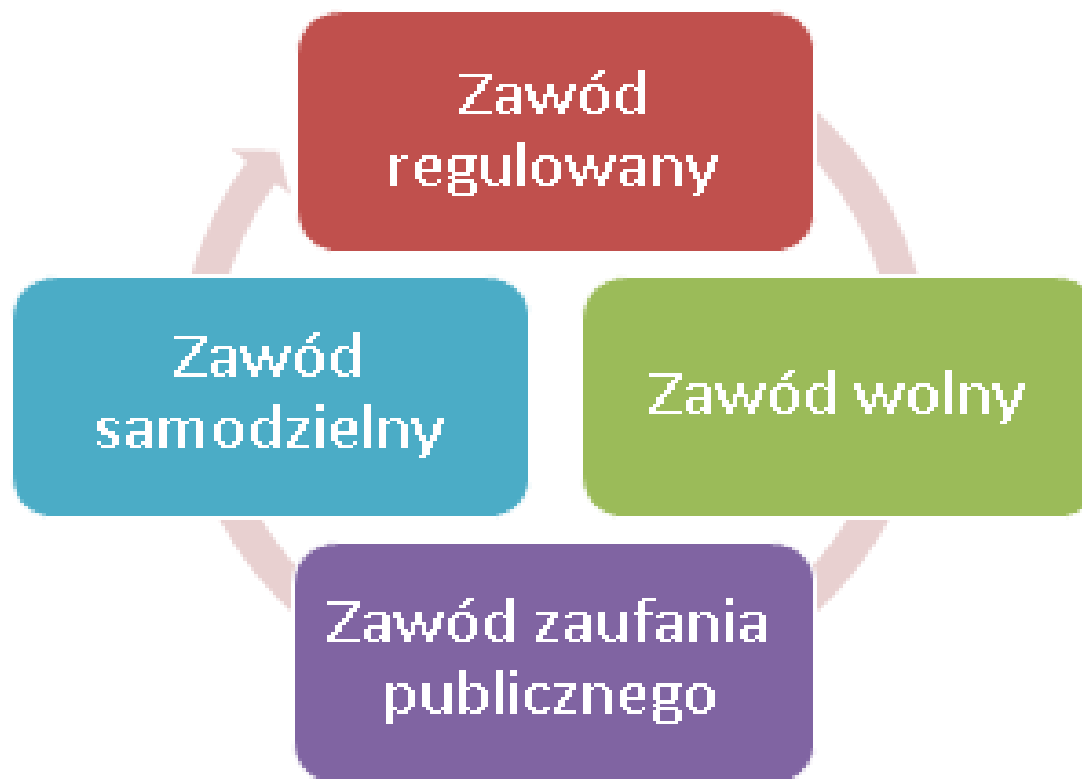 Zawód
regulowany
Zawód wolny
Zawód zaufania
publicznego
Zawód
samodzielny